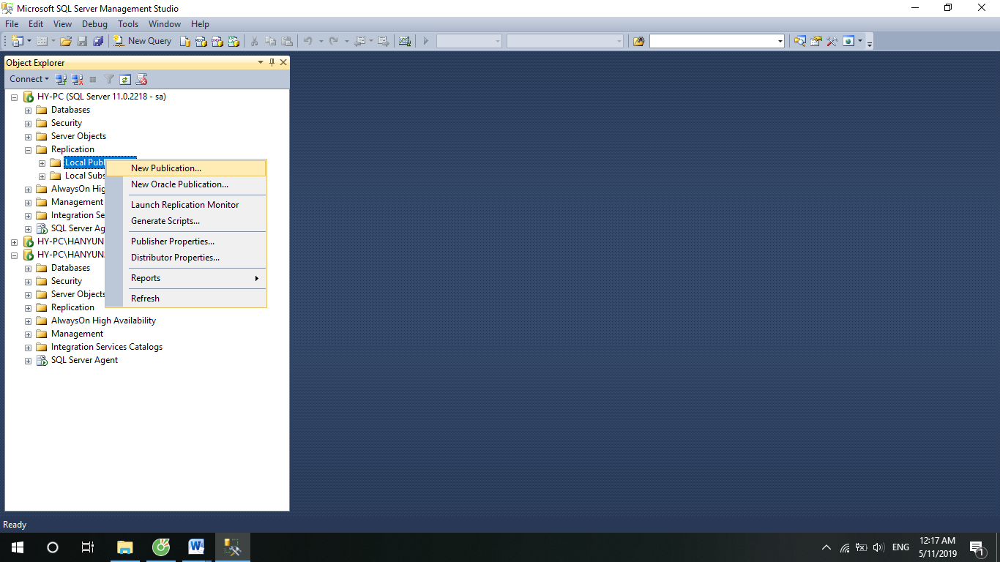 Microsoft SQL Server Management Studio
File Edit View Debug Tools Window Help
New Query
Object Explorer
Connect
HY-PC (SQL Server 11.0.2218 - sa)
Databases
Security
Server Objects
Replication
Local Publ
Local Subs
AlwaysOn Hig
Management
Integration Se
SQL Server Ag
HY-PC\HANYUN
HY-PC\HANYUN
Databases
Security
Server Objects
Replication
AlwaysOn High Availability
Management
Integration Services Catalogs
SQL Server Agent
New Publication...
New Oracle Publication...
Launch Replication Monitor
Generate Scripts...
Publisher Properties...
Distributor Properties...
Reports
Refresh
Ready
ENG
12:17 AM
5/11/2019
1